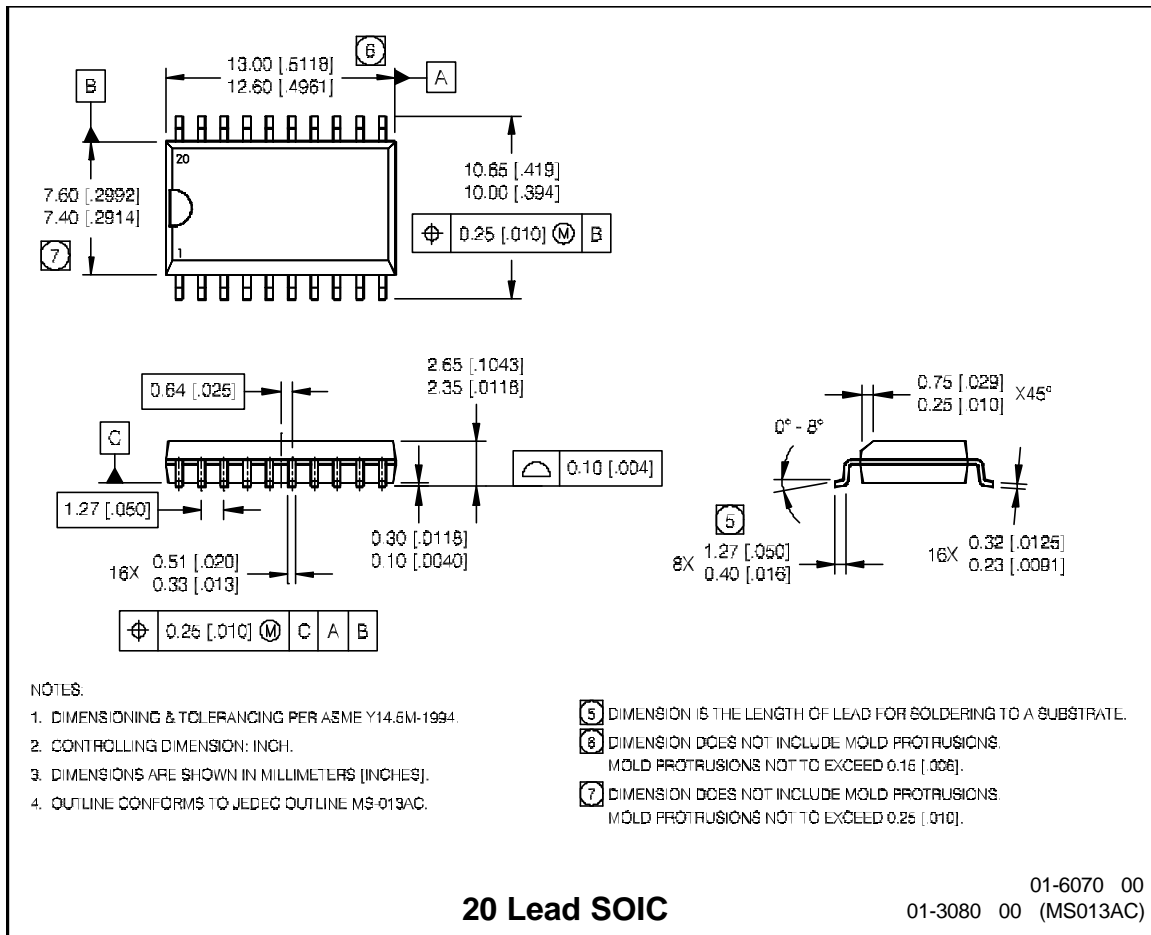 13.00 [.5118]
12.60 [.4961]
6
A
B
20
1
7.60 [.2992]
7.40 [.2914]
7
10.65 [.419]
10.00 [.394]
⌖ 0.25 [.010] Ⓜ B
0.64 [.025]
2.65 [.1043]
2.35 [.0118]
C
⌓ 0.10 [.004]
1.27 [.050]
0.30 [.0118]
0.10 [.0040]
16X 0.51 [.020]
0.33 [.013]
⌖ 0.25 [.010] Ⓜ C A B
0.75 [.029]
0.25 [.010]
X45°
0° - 8°
5
8X 1.27 [.050]
0.40 [.016]
16X 0.32 [.0125]
0.23 [.0091]
NOTES.
1. DIMENSIONING & TOLERANCING PER ASME Y14.5M-1994.
2. CONTROLLING DIMENSION: INCH.
3. DIMENSIONS ARE SHOWN IN MILLIMETERS [INCHES].
4. OUTLINE CONFORMS TO JEDEC OUTLINE MS-013AC.
5 DIMENSION IS THE LENGTH OF LEAD FOR SOLDERING TO A SUBSTRATE.
6 DIMENSION DOES NOT INCLUDE MOLD PROTRUSIONS.
MOLD PROTRUSIONS NOT TO EXCEED 0.15 [.006].
7 DIMENSION DOES NOT INCLUDE MOLD PROTRUSIONS.
MOLD PROTRUSIONS NOT TO EXCEED 0.25 [.010].
20 Lead SOIC
01-6070 00
01-3080 00 (MS013AC)